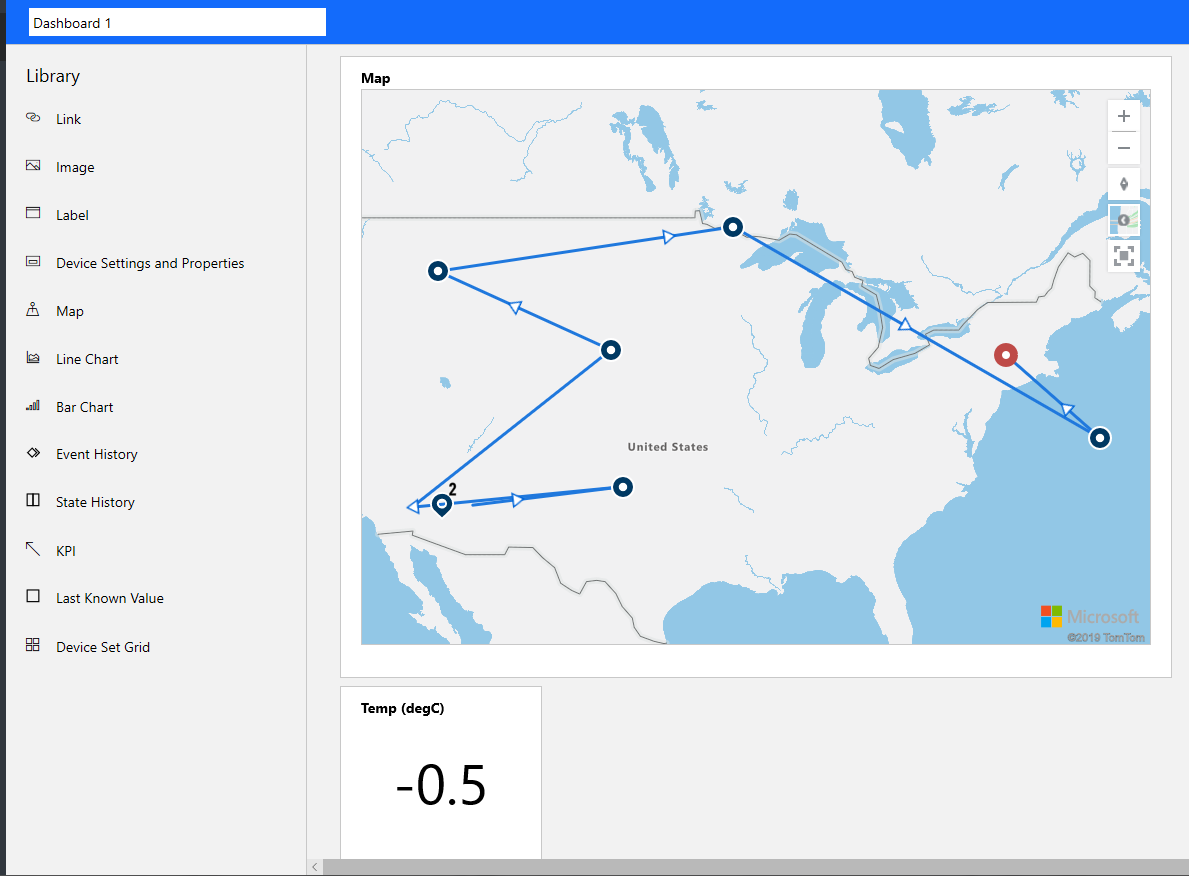 Dashboard 1
Library
Link
Image
Label
Device Settings and Properties
Map
Line Chart
Bar Chart
Event History
State History
KPI
Last Known Value
Device Set Grid
Map
United States
2
Microsoft
©2019 TomTom
Temp (degC)
-0.5